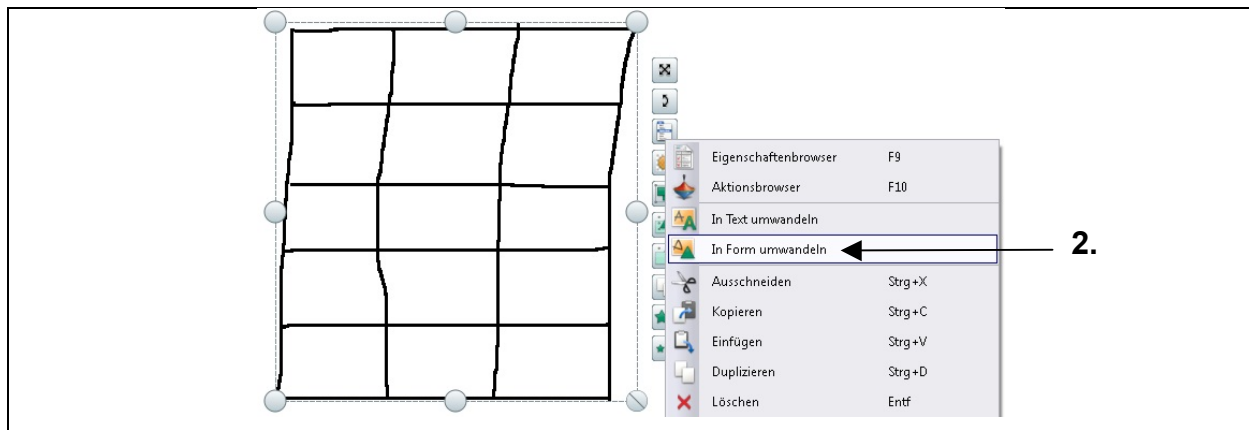 Eigenschaftenbrowser F9
Aktionsbrowser F10
In Text umwandeln
In Form umwandeln
2.
Ausschneiden Strg+X
Kopieren Strg+C
Einfügen Strg+V
Duplizieren Strg+D
Löschen Entf